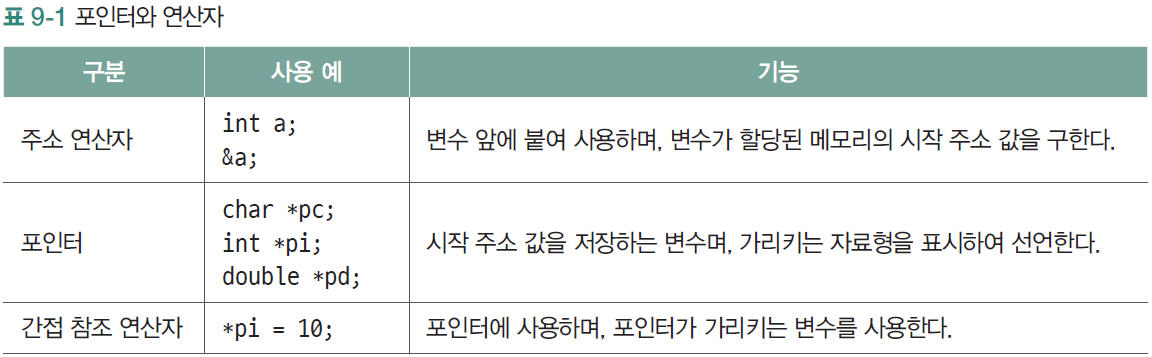 표 9-1 포인터와 연산자
구분 사용 예 기능
주소 연산자 int a; 변수 앞에 붙여 사용하며, 변수가 할당된 메모리의 시작 주소 값을 구한다.
&a;
포인터 char *pc; 시작 주소 값을 저장하는 변수며, 가리키는 자료형을 표시하여 선언한다.
int *pi;
double *pd;
간접 참조 연산자 *pi = 10; 포인터에 사용하며, 포인터가 가리키는 변수를 사용한다.